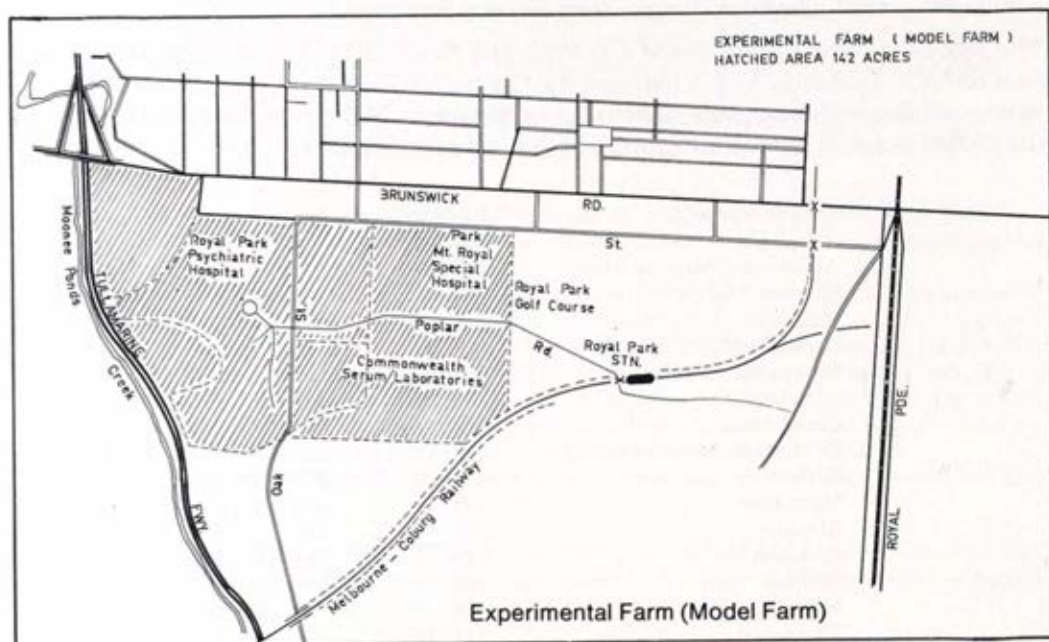 EXPERIMENTAL FARM ( MODEL FARM )
HATCHED AREA 142 ACRES
BRUNSWICK RD.
St.
Royal Park
Psychiatric
Hospital
Park
Mt. Royal
Special
Hospital
Royal Park
Golf Course
Moonee Ponds Creek
TULLAMARINE FWY.
Oak St.
Poplar Rd.
Royal Park
STN.
Commonwealth
Serum Laboratories
Melbourne - Coburg Railway
ROYAL PDE.
Experimental Farm (Model Farm)